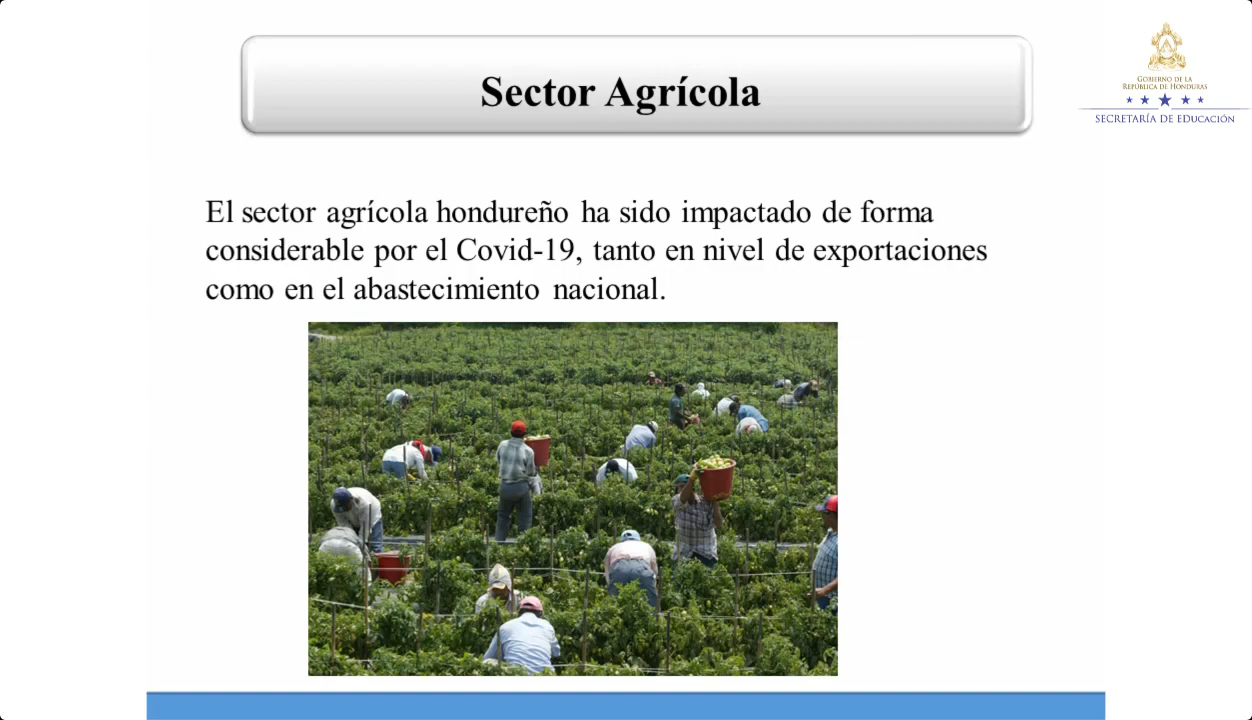 Sector Agrícola
GOBIERNO DE LA
REPÚBLICA DE HONDURAS
SECRETARÍA DE EDUCACIÓN
El sector agrícola hondureño ha sido impactado de forma
considerable por el Covid-19, tanto en nivel de exportaciones
como en el abastecimiento nacional.